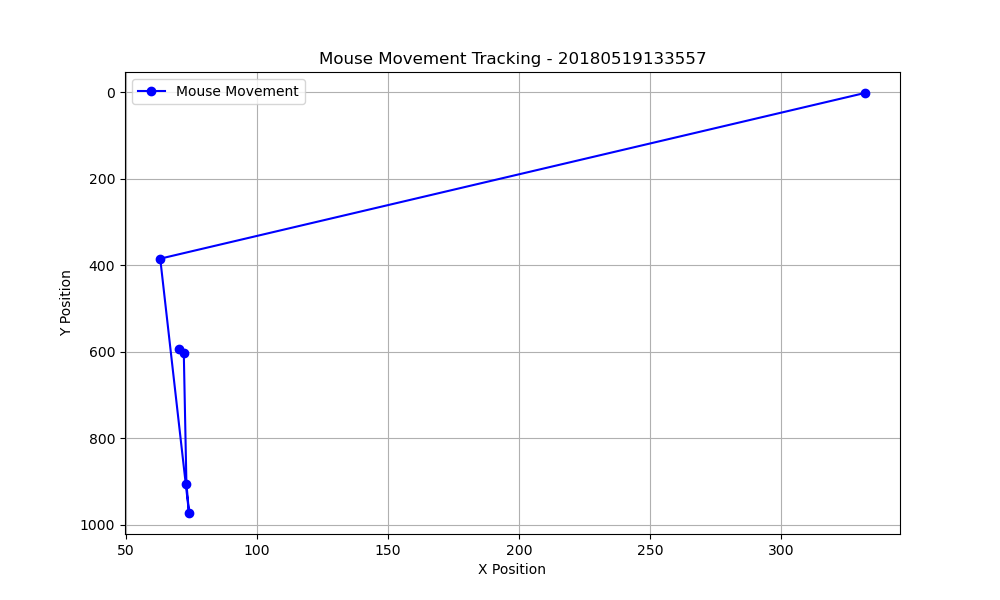 Mouse Movement Tracking - 20180519133557
Mouse Movement
0
200
400
600
800
1000
Y Position
50 100 150 200 250 300
X Position